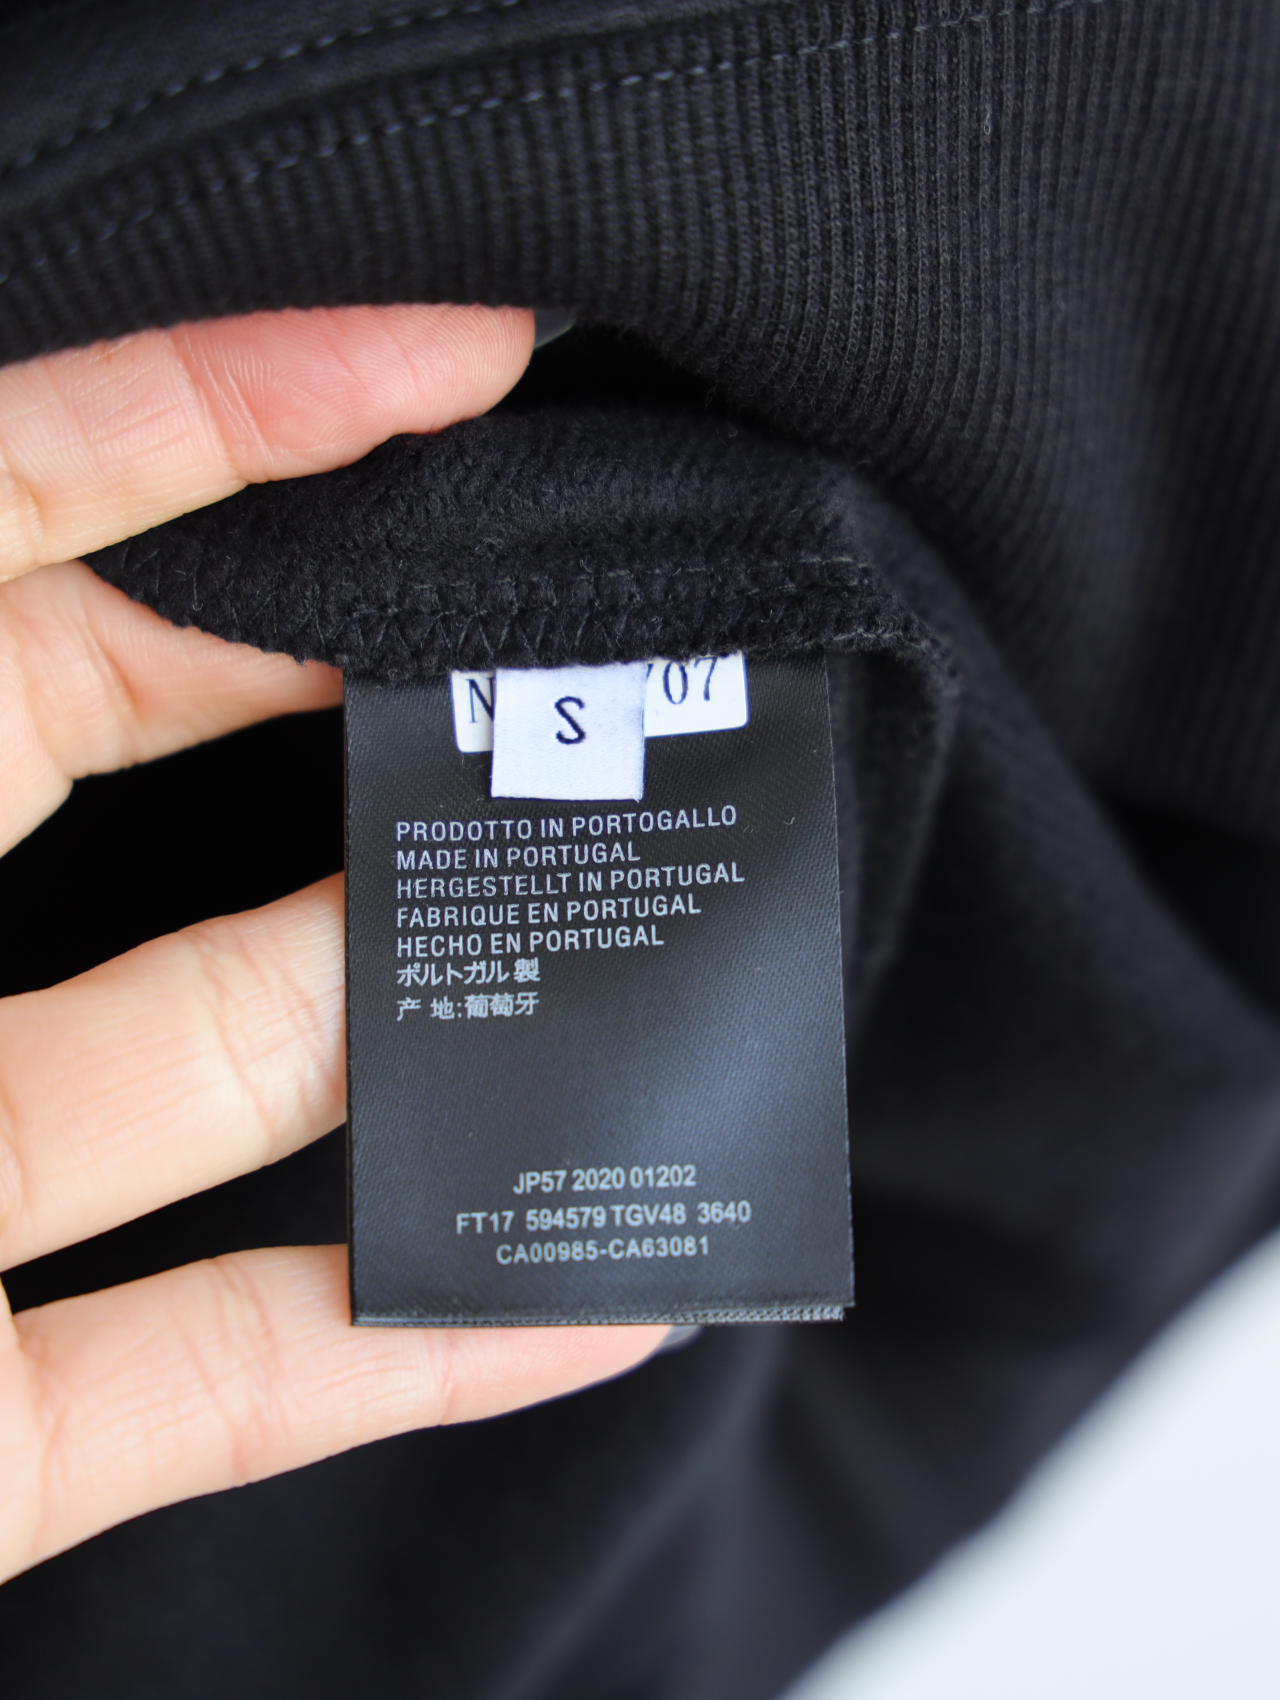 S
PRODOTTO IN PORTOGALLO
MADE IN PORTUGAL
HERGESTELLT IN PORTUGAL
FABRIQUE EN PORTUGAL
HECHO EN PORTUGAL
ポルトガル製
产 地:葡萄牙
JP57 2020 01202
FT17 594579 TGV48 3640
CA00985-CA63081